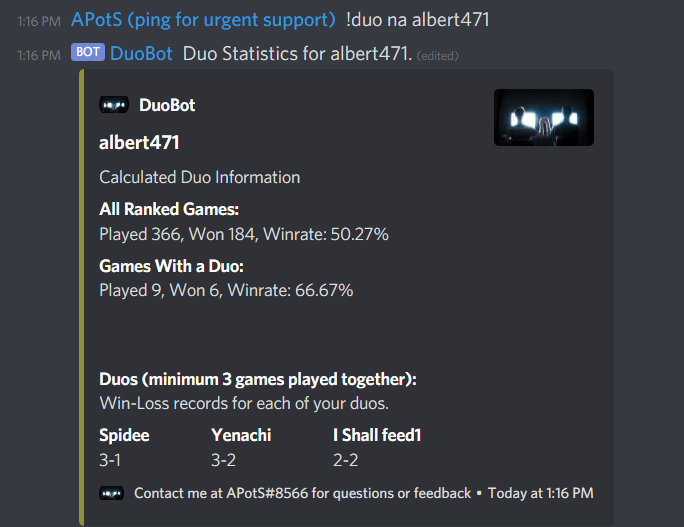 1:16 PM APotS (ping for urgent support) !duo na albert471
1:16 PM BOT DuoBot Duo Statistics for albert471. (edited)
DuoBot
albert471
Calculated Duo Information
All Ranked Games:
Played 366, Won 184, Winrate: 50.27%
Games With a Duo:
Played 9, Won 6, Winrate: 66.67%
Duos (minimum 3 games played together):
Win-Loss records for each of your duos.
Spidee Yenachi I Shall feed1
3-1 3-2 2-2
Contact me at APotS#8566 for questions or feedback • Today at 1:16 PM